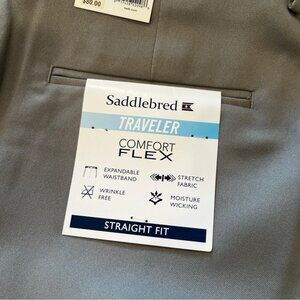 $80.00
Saddlebred
TRAVELER
COMFORT
FLEX
EXPANDABLE
WAISTBAND
STRETCH
FABRIC
WRINKLE
FREE
MOISTURE
WICKING
STRAIGHT FIT